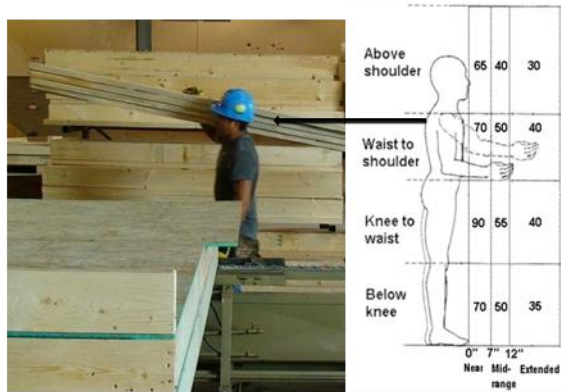 Above
shoulder
65 40 30
Waist to
shoulder
70 50 40
Knee to
waist
90 55 40
Below
knee
70 50 35
0" 7" 12"
Near Mid-
range Extended